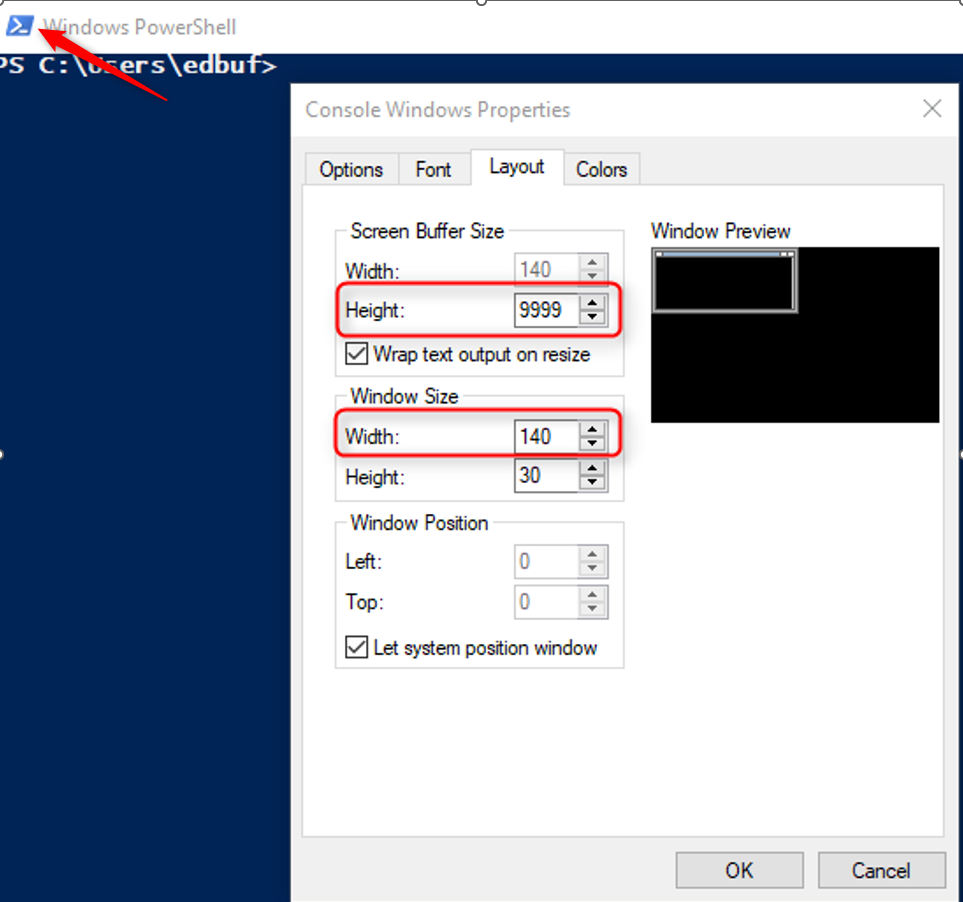 Windows PowerShell
PS C:\Users\edbuf>
Console Windows Properties
Options Font Layout Colors
Screen Buffer Size
Width: 140
Height: 9999
Wrap text output on resize
Window Size
Width: 140
Height: 30
Window Position
Left: 0
Top: 0
Let system position window
Window Preview
OK Cancel